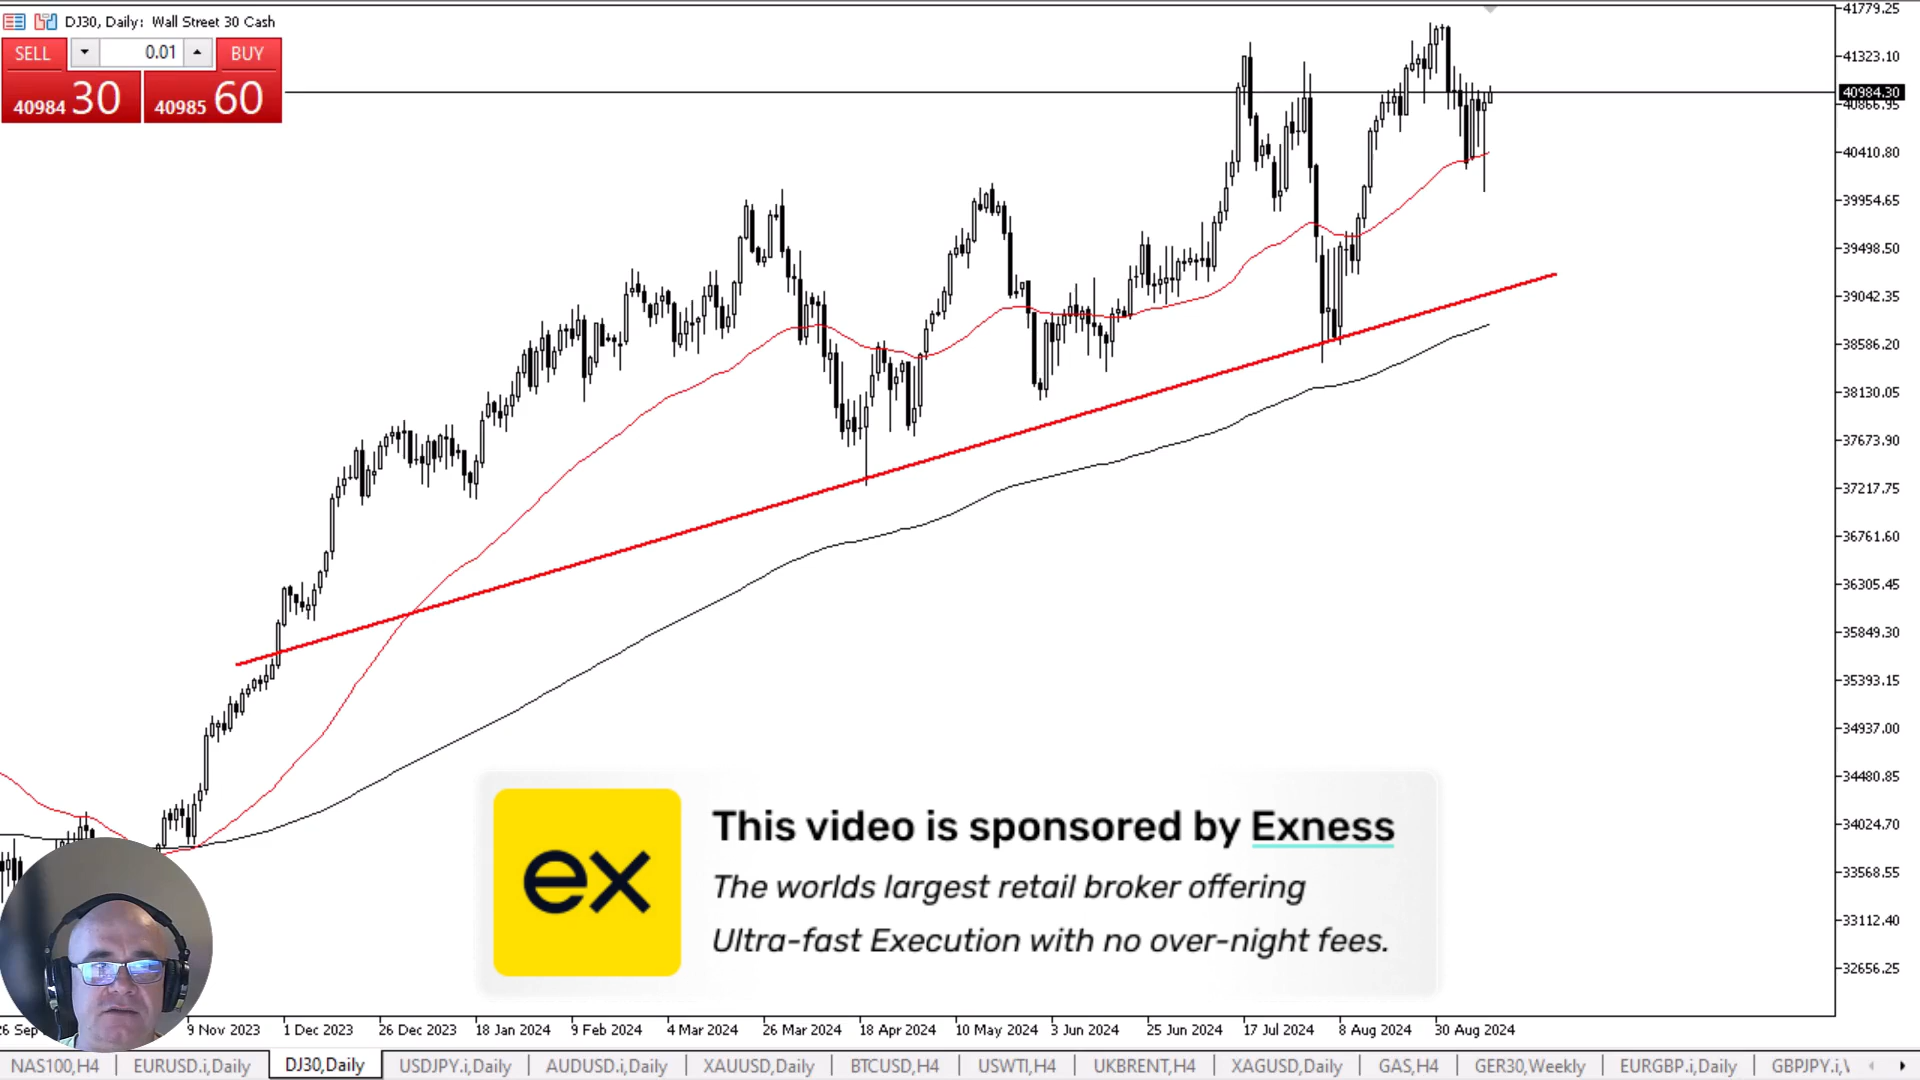 DJ30, Daily: Wall Street 30 Cash
SELL 0.01 BUY
40984 30 40985 60
41779.25
41323.10
40984.30
40866.95
40410.80
39954.65
39498.50
39042.35
38586.20
38130.05
37673.90
37217.75
36761.60
36305.45
35849.30
35393.15
34937.00
34480.85
34024.70
33568.55
33112.40
32656.25
ex
This video is sponsored by Exness
The worlds largest retail broker offering
Ultra-fast Execution with no over-night fees.
26 Sep 9 Nov 2023 1 Dec 2023 26 Dec 2023 18 Jan 2024 9 Feb 2024 4 Mar 2024 26 Mar 2024 18 Apr 2024 10 May 2024 3 Jun 2024 25 Jun 2024 17 Jul 2024 8 Aug 2024 30 Aug 2024
NAS100,H4 EURUSD.i,Daily DJ30,Daily USDJPY.i,Daily AUDUSD.i,Daily XAUUSD,Daily BTCUSD,H4 USWTI,H4 UKBRENT,H4 XAGUSD,Daily GAS,H4 GER30,Weekly EURGBP.i,Daily GBPJPY.i,